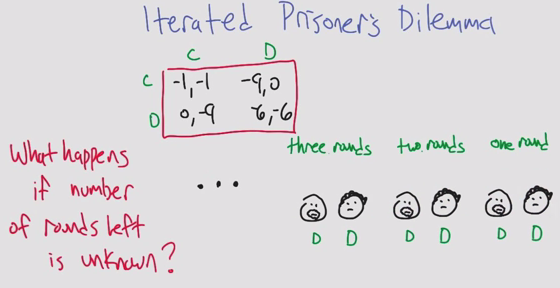 Iterated Prisoner's Dilemma
C D
C -1,-1 -9,0
D 0,-9 -6,-6
What happens
if number
of rounds left
is unknown?
...
three rounds two rounds one round
D D D D D D